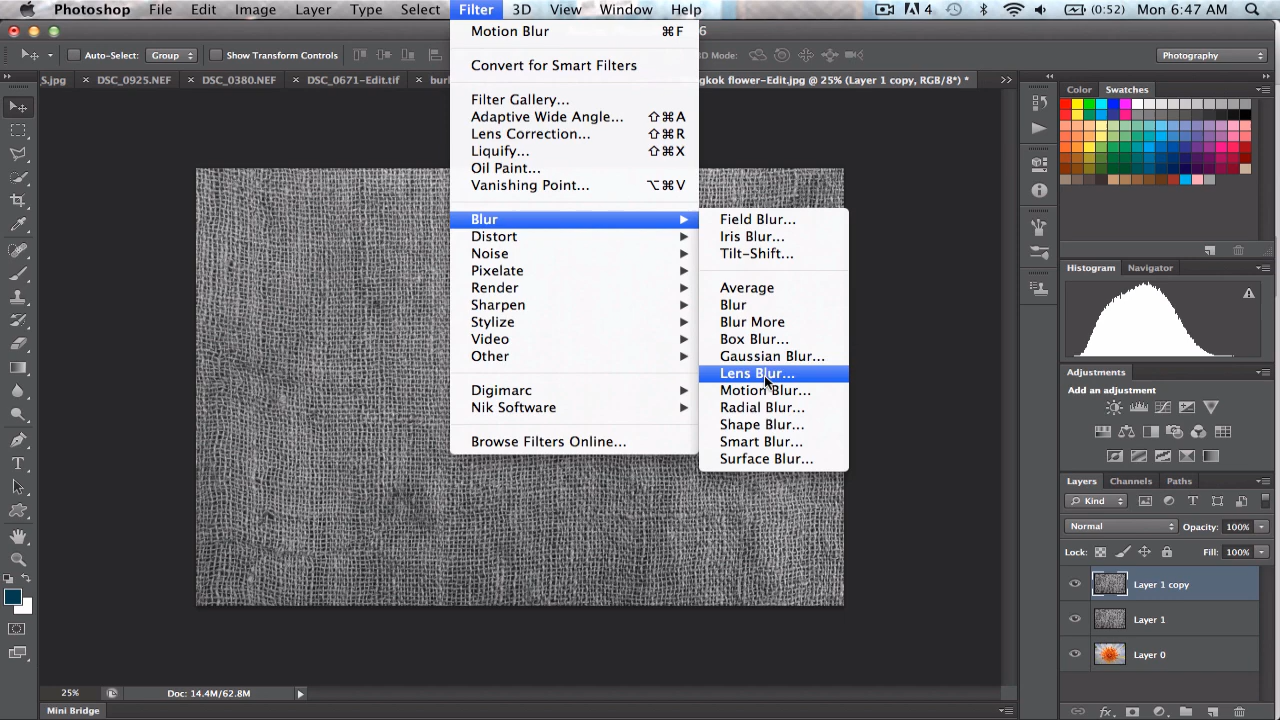 Photoshop File Edit Image Layer Type Select Filter 3D View Window Help 4 (0:52) Mon 6:47 AM
6
Auto-Select: Group Show Transform Controls 3D Mode: Photography
S.jpg × DSC_0925.NEF × DSC_0380.NEF × DSC_0671-Edit.tif × burl gkok flower-Edit.jpg @ 25% (Layer 1 copy, RGB/8*) *
Motion Blur ⌘F
Convert for Smart Filters
Filter Gallery...
Adaptive Wide Angle... ⇧⌘A
Lens Correction... ⇧⌘R
Liquify... ⇧⌘X
Oil Paint...
Vanishing Point... ⌥⌘V
Blur
Distort
Noise
Pixelate
Render
Sharpen
Stylize
Video
Other
Digimarc
Nik Software
Browse Filters Online...
Field Blur...
Iris Blur...
Tilt-Shift...
Average
Blur
Blur More
Box Blur...
Gaussian Blur...
Lens Blur...
Motion Blur...
Radial Blur...
Shape Blur...
Smart Blur...
Surface Blur...
Color Swatches
Histogram Navigator
Adjustments
Add an adjustment
Layers Channels Paths
Kind
Normal Opacity: 100%
Lock: Fill: 100%
Layer 1 copy
Layer 1
Layer 0
25% Doc: 14.4M/62.8M
Mini Bridge